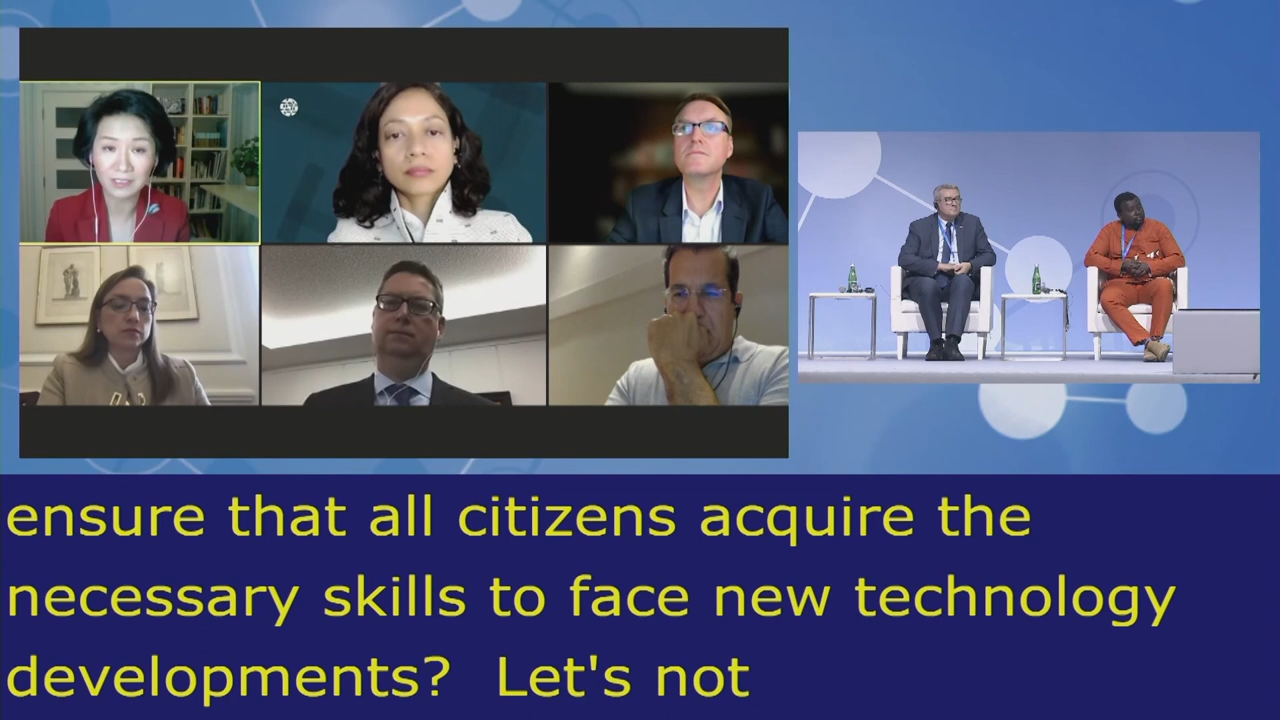 ensure that all citizens acquire the
necessary skills to face new technology
developments?  Let's not